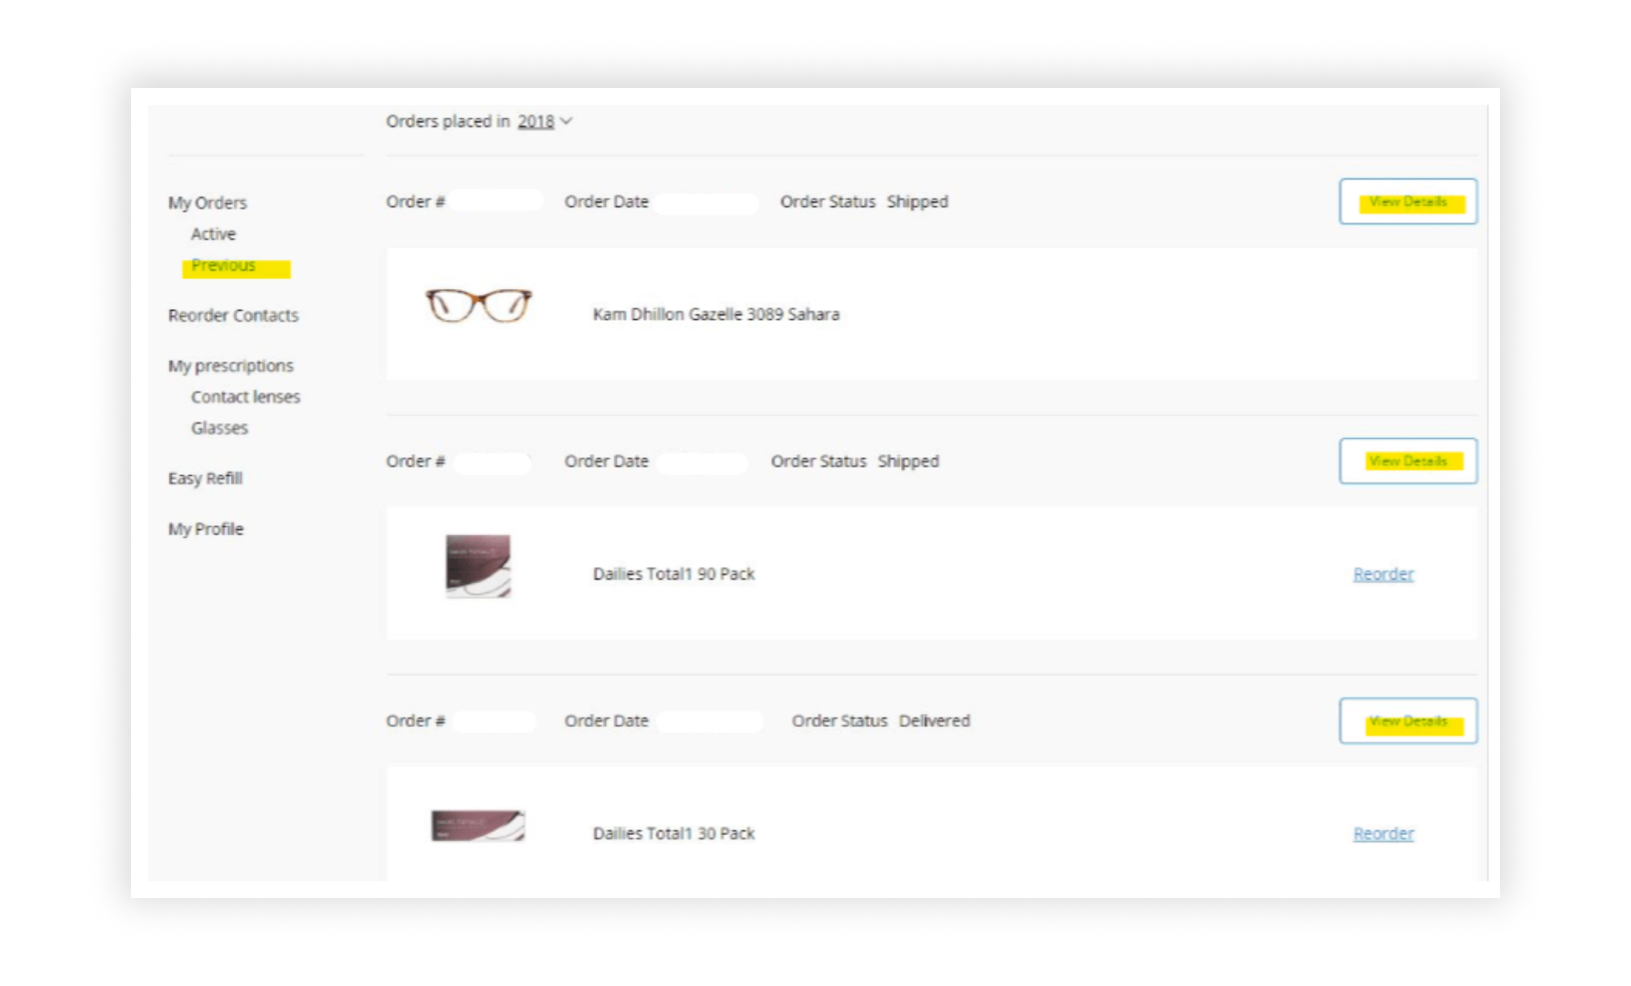 Orders placed in 2018
My Orders
Active
Previous
Reorder Contacts
My prescriptions
Contact lenses
Glasses
Easy Refill
My Profile
Order # Order Date Order Status Shipped View Details
Kam Dhillon Gazelle 3089 Sahara
Order # Order Date Order Status Shipped View Details
Dailies Total1 90 Pack Reorder
Order # Order Date Order Status Delivered View Details
Dailies Total1 30 Pack Reorder